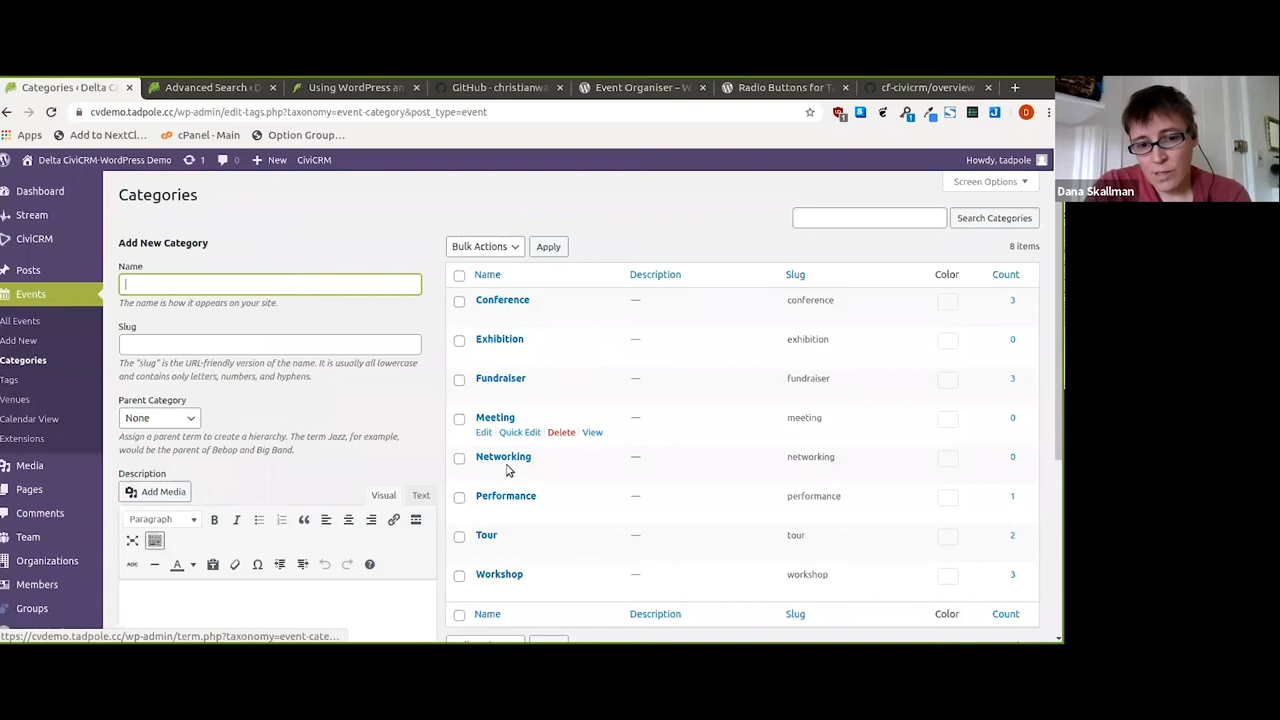 Categories ‹ Delta C
Advanced Search ‹ D
Using WordPress an
GitHub - christianwa
Event Organiser – W
Radio Buttons for T
cf-civicrm/overview
cvdemo.tadpole.cc/wp-admin/edit-tags.php?taxonomy=event-category&post_type=event
Apps
Add to NextCl...
cPanel - Main
Option Group...
Delta CiviCRM-WordPress Demo
1
New
CiviCRM
Howdy, tadpole
Dana Skallman
Dashboard
Stream
CiviCRM
Posts
Events
All Events
Add New
Categories
Tags
Venues
Calendar View
Extensions
Media
Pages
Comments
Team
Organizations
Members
Groups
Categories
Screen Options
Search Categories
Add New Category
Name
The name is how it appears on your site.
Slug
The "slug" is the URL-friendly version of the name. It is usually all lowercase
and contains only letters, numbers, and hyphens.
Parent Category
None
Assign a parent term to create a hierarchy. The term Jazz, for example,
would be the parent of Bebop and Big Band.
Description
Add Media
Visual Text
Paragraph
Bulk Actions Apply 8 items
Name Description Slug Color Count
Conference — conference 3
Exhibition — exhibition 0
Fundraiser — fundraiser 3
Meeting — meeting 0
Edit | Quick Edit | Delete | View
Networking — networking 0
Performance — performance 1
Tour — tour 2
Workshop — workshop 3
Name Description Slug Color Count
ttps://cvdemo.tadpole.cc/wp-admin/term.php?taxonomy=event-cate...